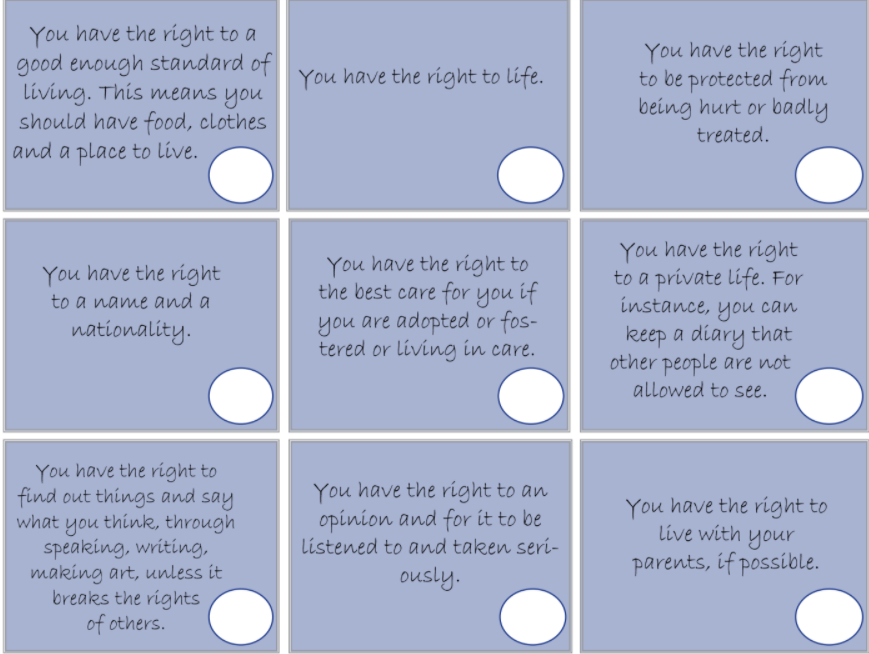 You have the right to a
good enough standard of
living. This means you
should have food, clothes
and a place to live.
You have the right to life.
You have the right
to be protected from
being hurt or badly
treated.
You have the right
to a name and a
nationality.
You have the right to
the best care for you if
you are adopted or fos-
tered or living in care.
You have the right
to a private life. For
instance, you can
keep a diary that
other people are not
allowed to see.
You have the right to
find out things and say
what you think, through
speaking, writing,
making art, unless it
breaks the rights
of others.
You have the right to an
opinion and for it to be
listened to and taken seri-
ously.
You have the right to
live with your
parents, if possible.